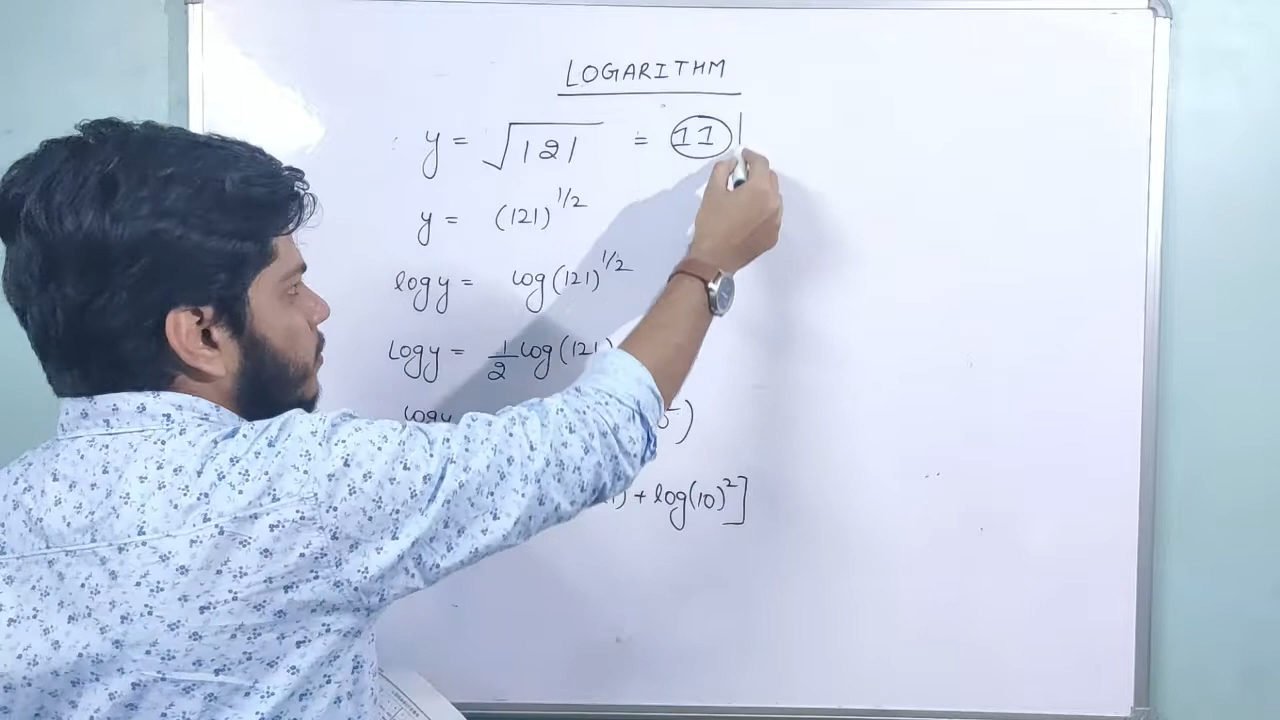 LOGARITHM
y = √121 = 11
y = (121)^1/2
log y = log(121)^1/2
Log y = 1/2 log(121)
log y )
) + log(10)^2]